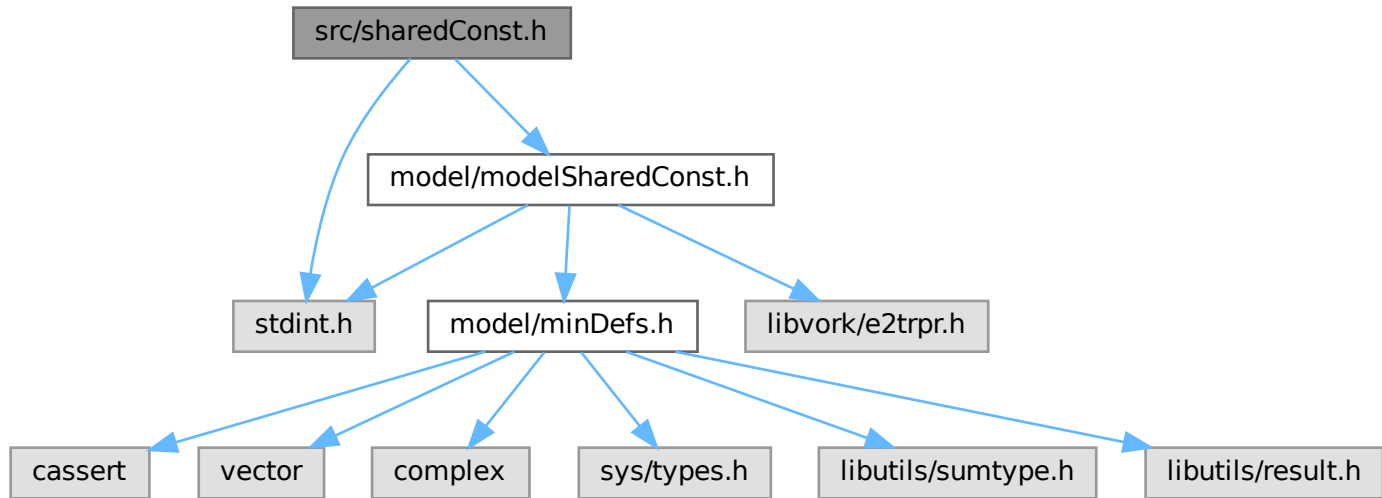 src/sharedConst.h
model/modelSharedConst.h
stdint.h
model/minDefs.h
libvork/e2trpr.h
cassert
vector
complex
sys/types.h
libutils/sumtype.h
libutils/result.h